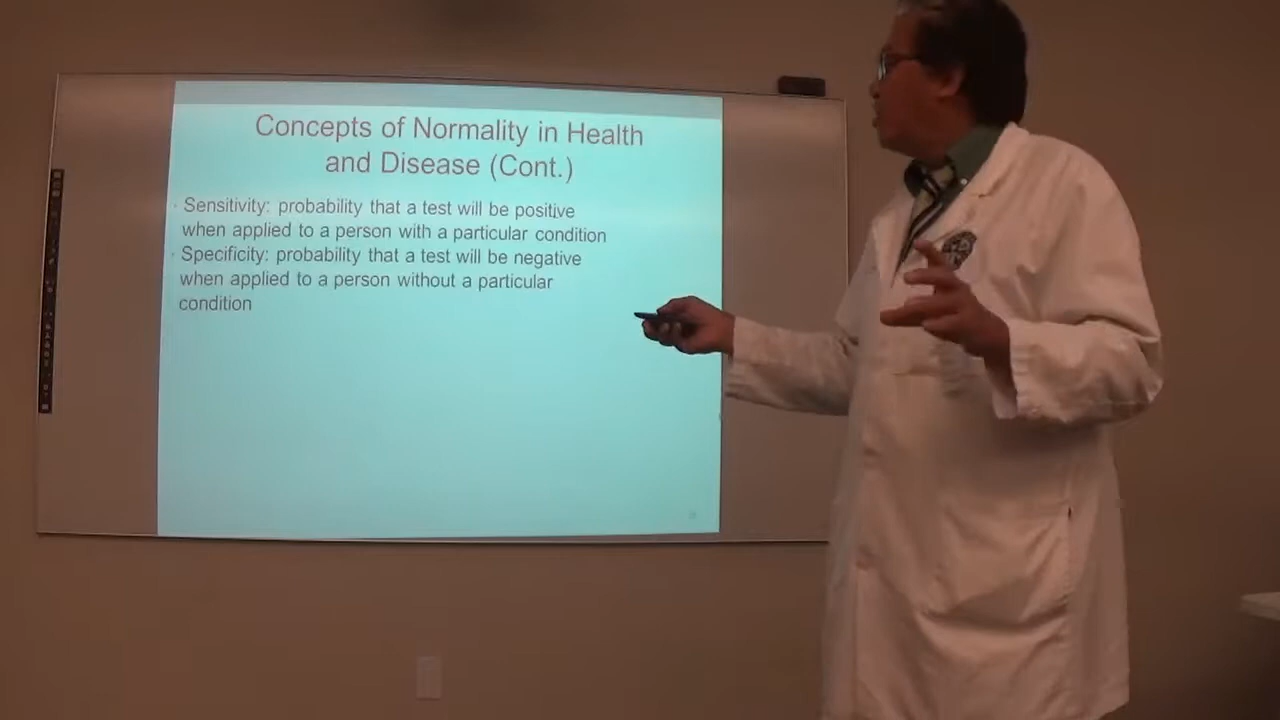 Concepts of Normality in Health
and Disease (Cont.)
Sensitivity: probability that a test will be positive
when applied to a person with a particular condition
Specificity: probability that a test will be negative
when applied to a person without a particular
condition